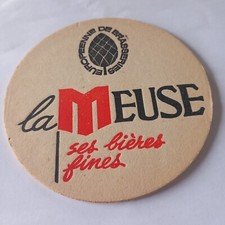 EUROPÉENNE DE BRASSERIES
la MEUSE
ses bières
fines